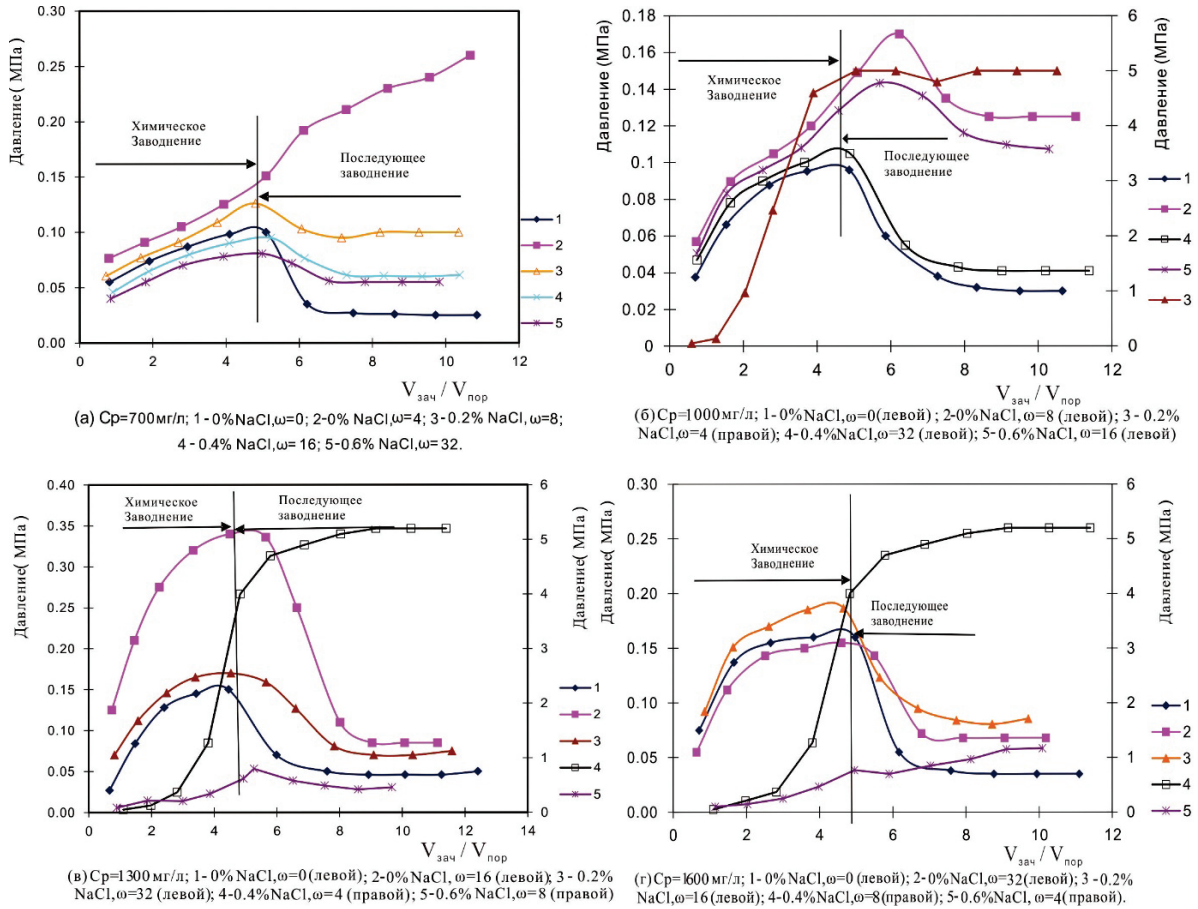 Давление( МПа)
0.30
0.25
0.20
0.15
0.10
0.05
0.00
0 2 4 6 8 10 12
Химическое
Заводнение
Последующее
заводнение
1
2
3
4
5
Vзач / Vпор
(а) Ср=700мг/л; 1-0%NaCl,ω=0; 2-0% NaCl,ω=4; 3-0.2% NaCl,ω=8;
4-0.4% NaCl,ω=16; 5-0.6% NaCl,ω=32.
Давление (МПа)
0.18
0.16
0.14
0.12
0.1
0.08
0.06
0.04
0.02
0
0 2 4 6 8 10 12
Химическое
Заводнение
Последующее
заводнение
6
5
4
3
2
1
0
Давление (МПа)
1
2
4
5
3
Vзач / Vпор
(б) Ср=1000мг/л; 1-0%NaCl,ω=0(левой) ; 2-0% NaCl, ω=8 (левой) ; 3-0.2%
NaCl,ω=4 (правой) ; 4-0.4%NaCl,ω=32 (левой) ; 5-0.6%NaCl, ω=16 (левой)
Давление( МПа )
0.40
0.35
0.30
0.25
0.20
0.15
0.10
0.05
0.00
0 2 4 6 8 10 12 14
Химическое
Заводнение
Последующее
заводнение
6
5
4
3
2
1
0
Давление( МПа )
1
2
3
4
5
Vзач / Vпор
(в) Ср=1300мг/л; 1-0%NaCl,ω=0(левой) ; 2-0% NaCl, ω=16 (левой) ; 3-0.2%
NaCl,ω=32 (левой) ; 4-0.4%NaCl,ω=4 (правой) ; 5-0.6%NaCl,ω=8 (правой)
Давление( МПа )
0.30
0.25
0.20
0.15
0.10
0.05
0.00
0 2 4 6 8 10 12
Химическое
Заводнение
Последующее
заводнение
6
5
4
3
2
1
0
Давление( МПа )
1
2
3
4
5
Vзач / Vпор
(г) Ср=1600мг/л; 1-0%NaCl,ω=0(левой) ; 2-0% NaCl,ω=32(левой) ; 3-0.2%
NaCl,ω=16(левой) ; 4-0.4%NaCl,ω=8(правой) ; 5-0.6%NaCl, ω=4(правой).